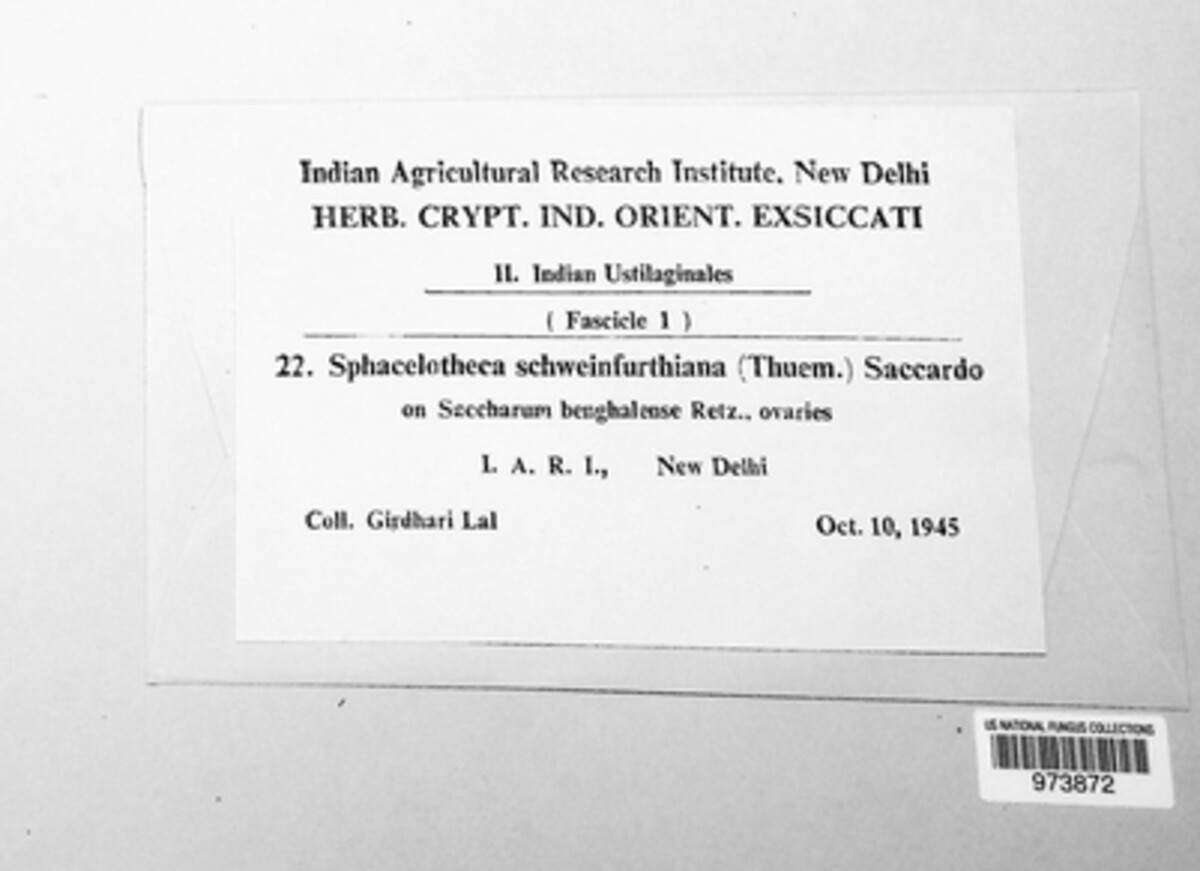 Indian Agricultural Research Institute, New Delhi
HERB. CRYPT. IND. ORIENT. EXSICCATI
II. Indian Ustilaginales
( Fascicle 1 )
22. Sphacelotheca schweinfurthiana (Thuem.) Saccardo
on Saccharum benghalense Retz., ovaries
I. A. R. I., New Delhi
Coll. Girdhari Lal
Oct. 10, 1945
US NATIONAL FUNGUS COLLECTIONS
973872